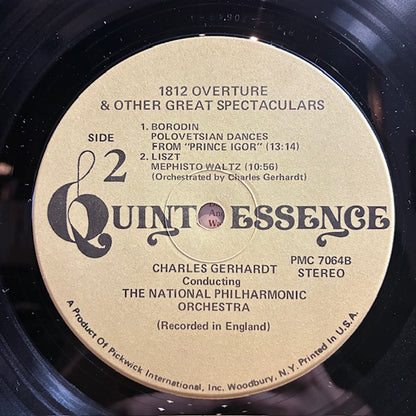 1812 OVERTURE
& OTHER GREAT SPECTACULARS
SIDE
2
1. BORODIN
POLOVETSIAN DANCES
FROM "PRINCE IGOR" (13:14)
2. LISZT
MEPHISTO WALTZ (10:56)
(Orchestrated by Charles Gerhardt)
QUINTESSENCE
PMC 7064B
STEREO
CHARLES GERHARDT
Conducting
THE NATIONAL PHILHARMONIC
ORCHESTRA
(Recorded in England)
A Product Of Pickwick International, Inc. Woodbury, N.Y. Printed In U.S.A.